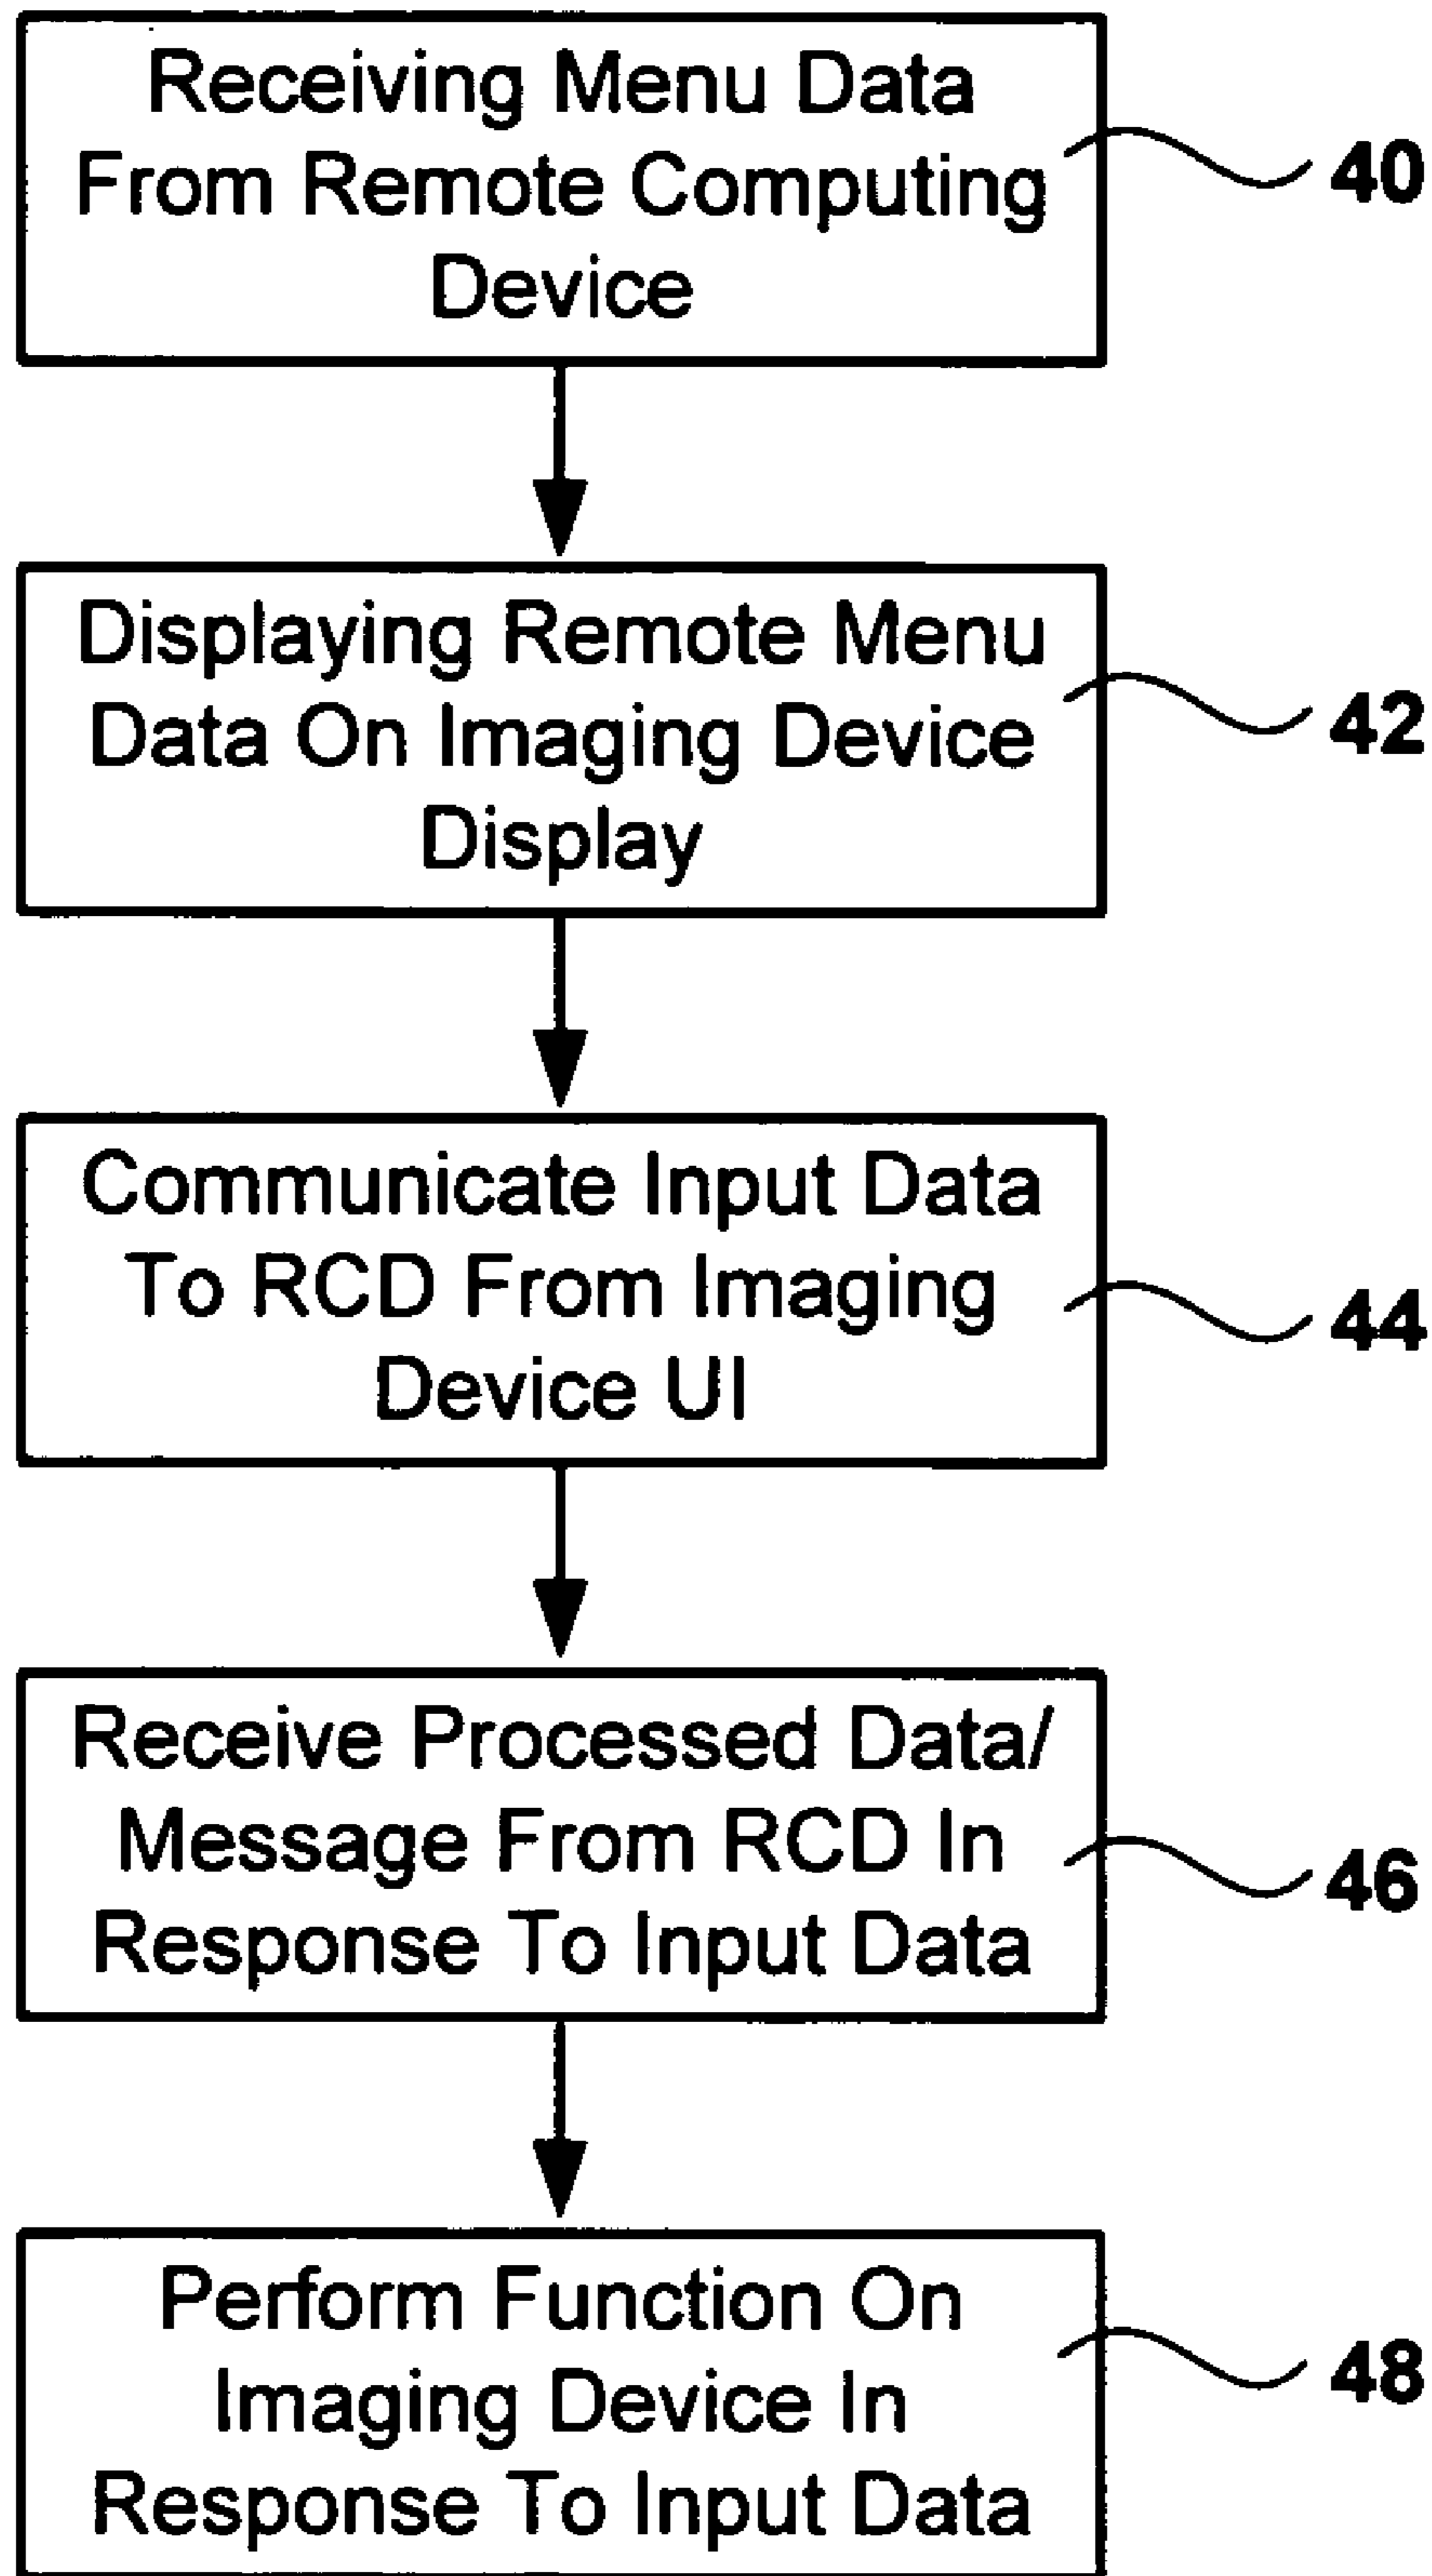 Receiving Menu Data
From Remote Computing
Device
40
Displaying Remote Menu
Data On Imaging Device
Display
42
Communicate Input Data
To RCD From Imaging
Device UI
44
Receive Processed Data/
Message From RCD In
Response To Input Data
46
Perform Function On
Imaging Device In
Response To Input Data
48